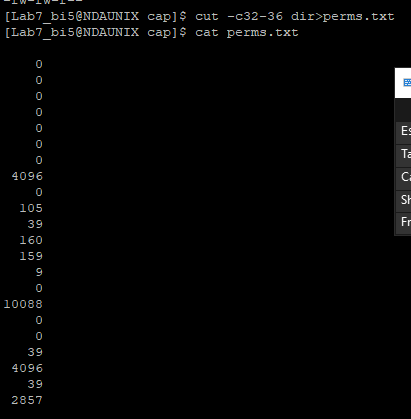 -rw-rw-r--
[Lab7_bi5@NDAUNIX cap]$ cut -c32-36 dir>perms.txt
[Lab7_bi5@NDAUNIX cap]$ cat perms.txt
0
0
0
0
0
0
0
4096
0
105
39
160
159
9
0
10088
0
0
39
4096
39
2857
Es
Ta
Ca
Sh
Fr